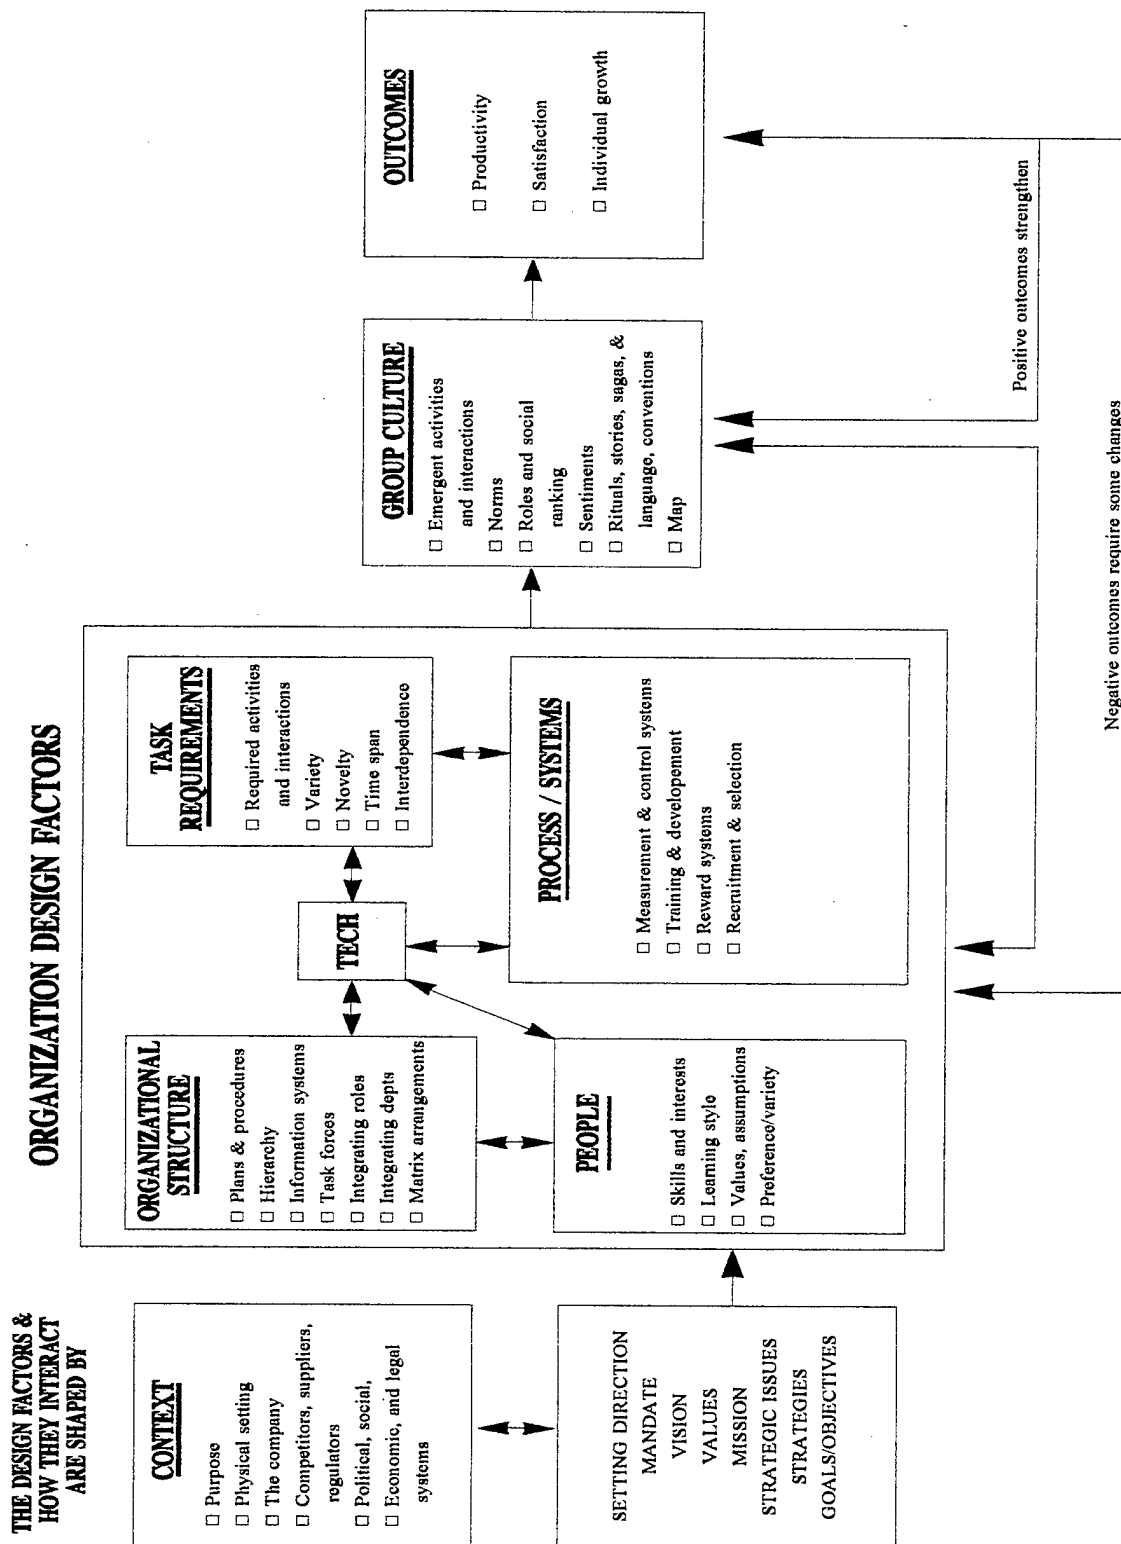 ORGANIZATION DESIGN FACTORS
THE DESIGN FACTORS &
HOW THEY INTERACT
ARE SHAPED BY
CONTEXT
□ Purpose
□ Physical setting
□ The company
□ Competitors, suppliers,
regulators
□ Political, social,
□ Economic, and legal
systems
SETTING DIRECTION
MANDATE
VISION
VALUES
MISSION
STRATEGIC ISSUES
STRATEGIES
GOALS/OBJECTIVES
ORGANIZATIONAL
STRUCTURE
□ Plans & procedures
□ Hierarchy
□ Information systems
□ Task forces
□ Integrating roles
□ Integrating depts
□ Matrix arrangements
TECH
TASK
REQUIREMENTS
□ Required activities
and interactions
□ Variety
□ Novelty
□ Time span
□ Interdependence
PEOPLE
□ Skills and interests
□ Learning style
□ Values, assumptions
□ Preference/variety
PROCESS / SYSTEMS
□ Measurement & control systems
□ Training & developement
□ Reward systems
□ Recruitment & selection
GROUP CULTURE
□ Emergent activities
and interactions
□ Norms
□ Roles and social
ranking
□ Sentiments
□ Rituals, stories, sagas, &
language, conventions
□ Map
OUTCOMES
□ Productivity
□ Satisfaction
□ Individual growth
Positive outcomes strengthen
Negative outcomes require some changes